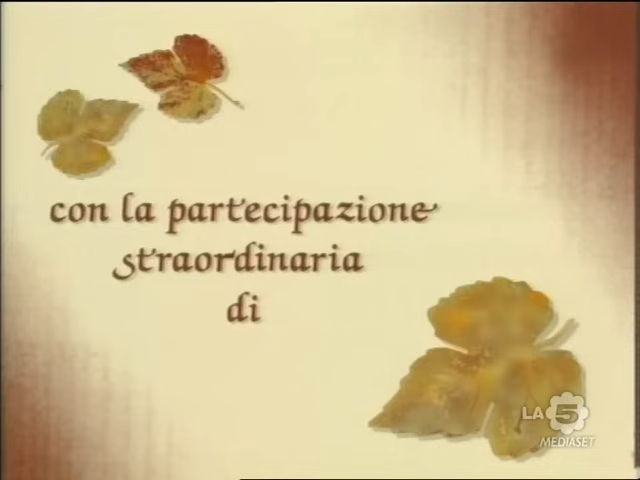 con la partecipazione
straordinaria
di
LA 5
MEDIASET